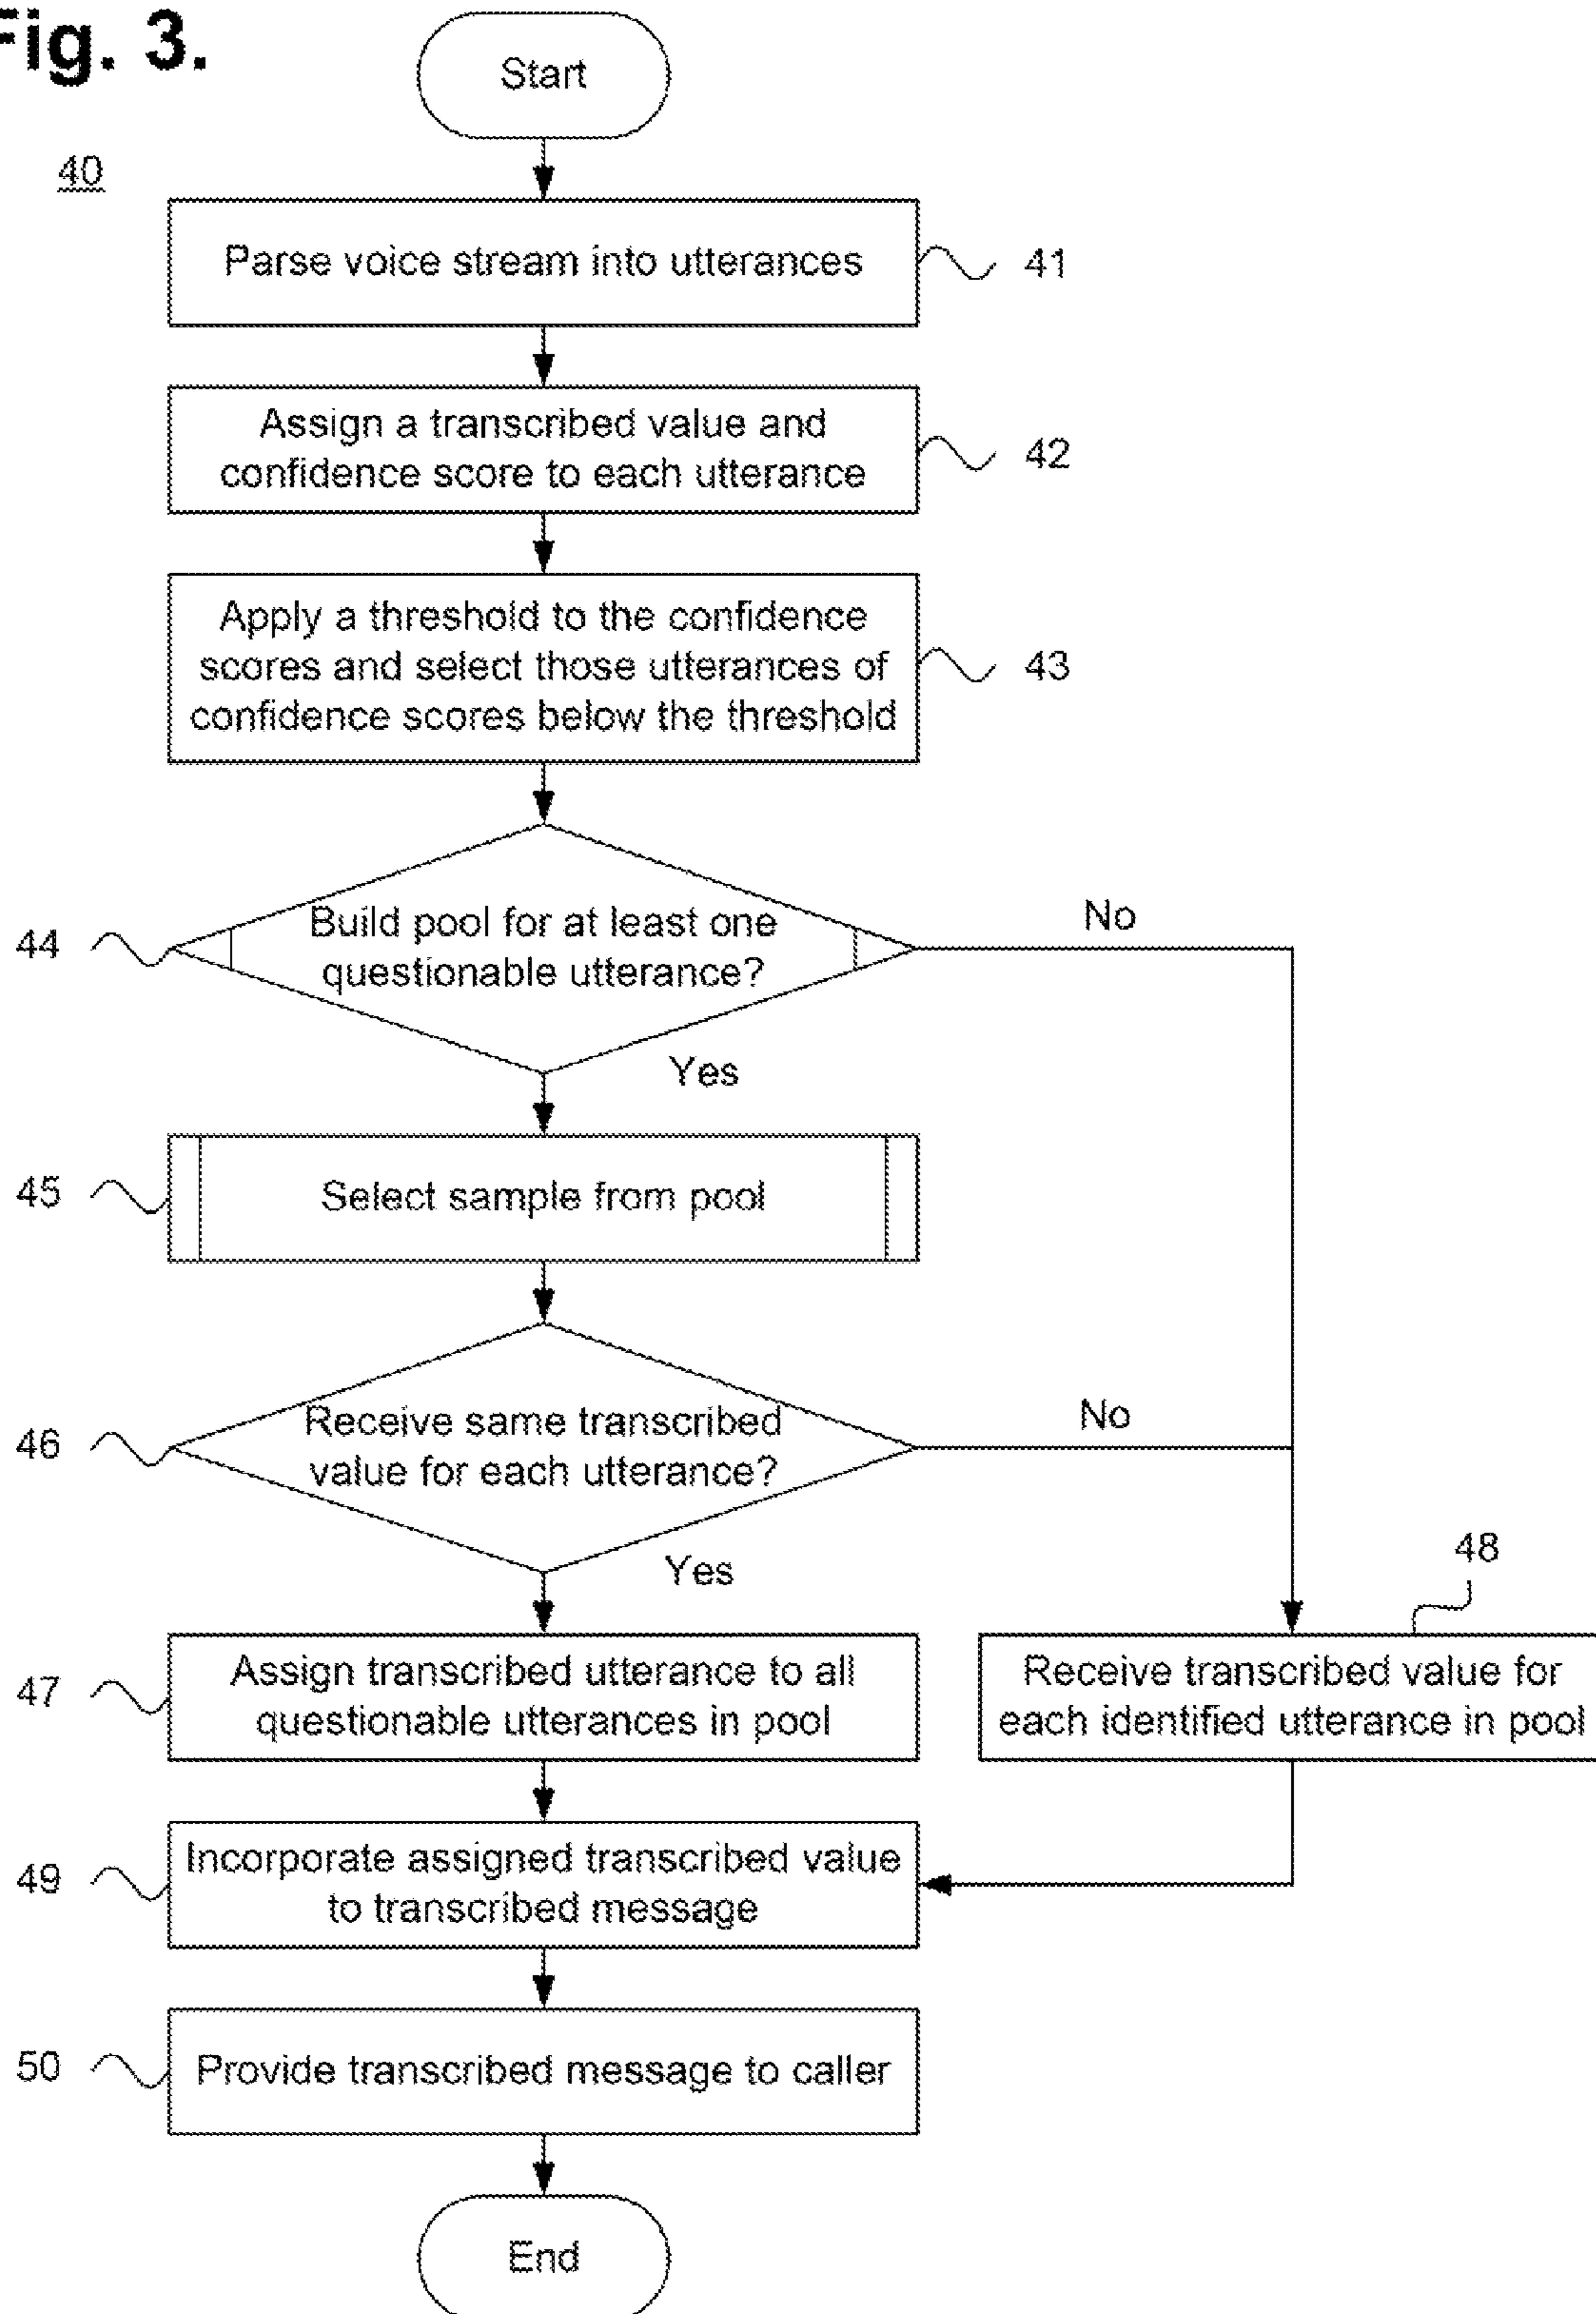 Fig. 3.
Start
40
Parse voice stream into utterances
41
Assign a transcribed value and
confidence score to each utterance
42
Apply a threshold to the confidence
scores and select those utterances of
confidence scores below the threshold
43
44
Build pool for at least one
questionable utterance?
No
Yes
45
Select sample from pool
46
Receive same transcribed
value for each utterance?
No
Yes
48
47
Assign transcribed utterance to all
questionable utterances in pool
Receive transcribed value for
each identified utterance in pool
49
Incorporate assigned transcribed value
to transcribed message
50
Provide transcribed message to caller
End